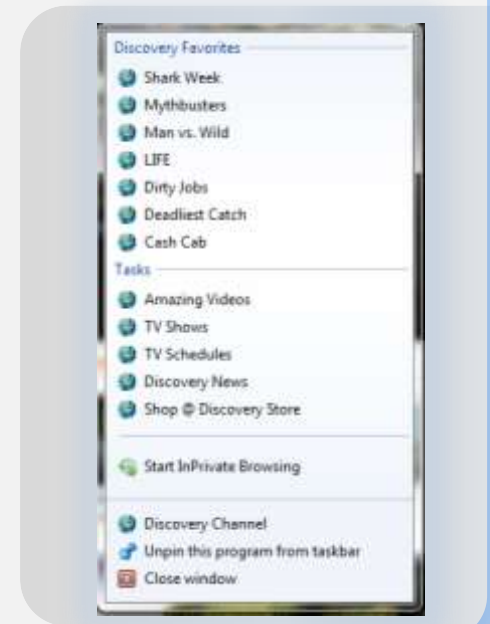 Discovery Favorites
Shark Week
Mythbusters
Man vs. Wild
LIFE
Dirty Jobs
Deadliest Catch
Cash Cab
Tasks
Amazing Videos
TV Shows
TV Schedules
Discovery News
Shop @ Discovery Store
Start InPrivate Browsing
Discovery Channel
Unpin this program from taskbar
Close window